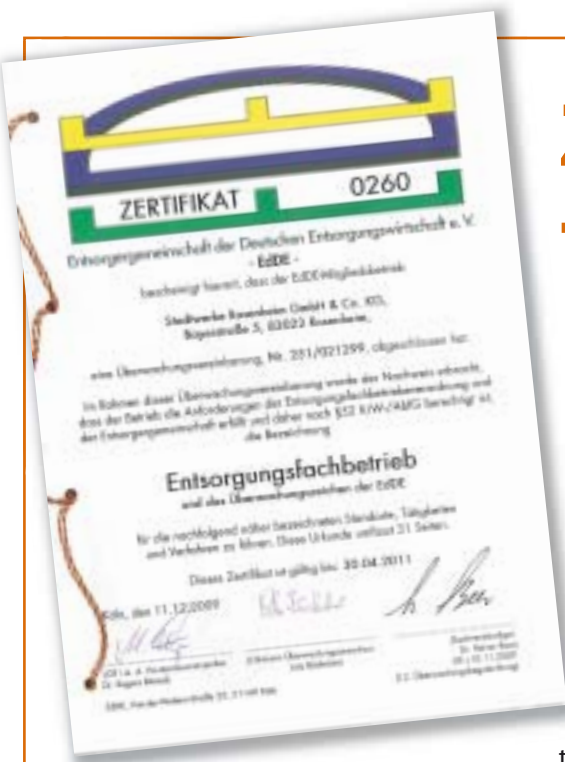 ZERTIFIKAT 0260
Entsorgergemeinschaft der Deutschen Entsorgungswirtschaft e. V.
- EdDE -
bescheinigt hiermit, dass der EdDE-Mitgliedsbetrieb
Stadtwerke Rosenheim GmbH & Co. KG,
Bayerstraße 5, 83022 Rosenheim,
eine Überwachungsvereinbarung, Nr. 251/021299, abgeschlossen hat.
Im Rahmen dieser Überwachungsvereinbarung wurde der Nachweis erbracht,
dass der Betrieb die Anforderungen der Entsorgungsfachbetriebeverordnung und
der Entsorgergemeinschaft erfüllt und daher nach §52 KrW-/AbfG berechtigt ist,
die Bezeichnung
Entsorgungsfachbetrieb
und das Überwachungszeichen der EdDE
für die nachfolgend näher bezeichneten Standorte, Tätigkeiten
und Verfahren zu führen. Diese Urkunde umfasst 31 Seiten.
Dieses Zertifikat ist gültig bis: 30.04.2011
Köln, den 11.12.2009